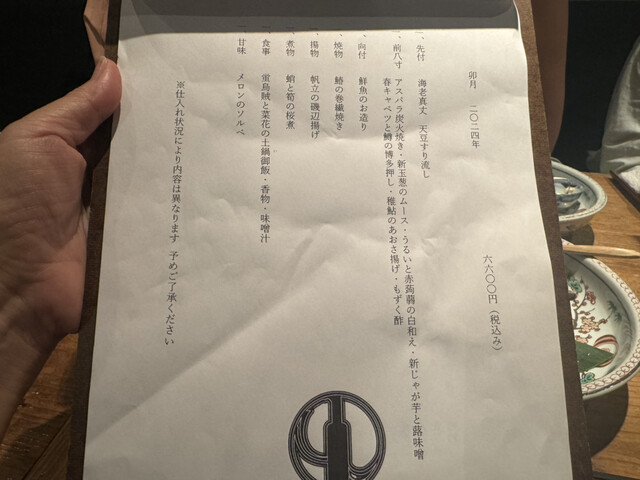 卯月　二〇二四年
六六〇〇円（税込み）
一、先付　海老真丈　天豆すり流し
一、前八寸　アスパラ炭火焼き・新玉葱のムース・うるいと赤蒟蒻の白和え・新じゃが芋と蕗味噌
春キャベツと鱒の博多押し・稚鮎のあおさ揚げ・もずく酢
一、向付　鮮魚のお造り
一、焼物　鰆の巻繊焼き
一、揚物　帆立の磯辺揚げ
一、煮物　蛸と筍の桜煮
一、食事　蛍烏賊と菜花の土鍋御飯・香物・味噌汁
一、甘味　メロンのソルベ
※仕入れ状況により内容は異なります　予めご了承ください